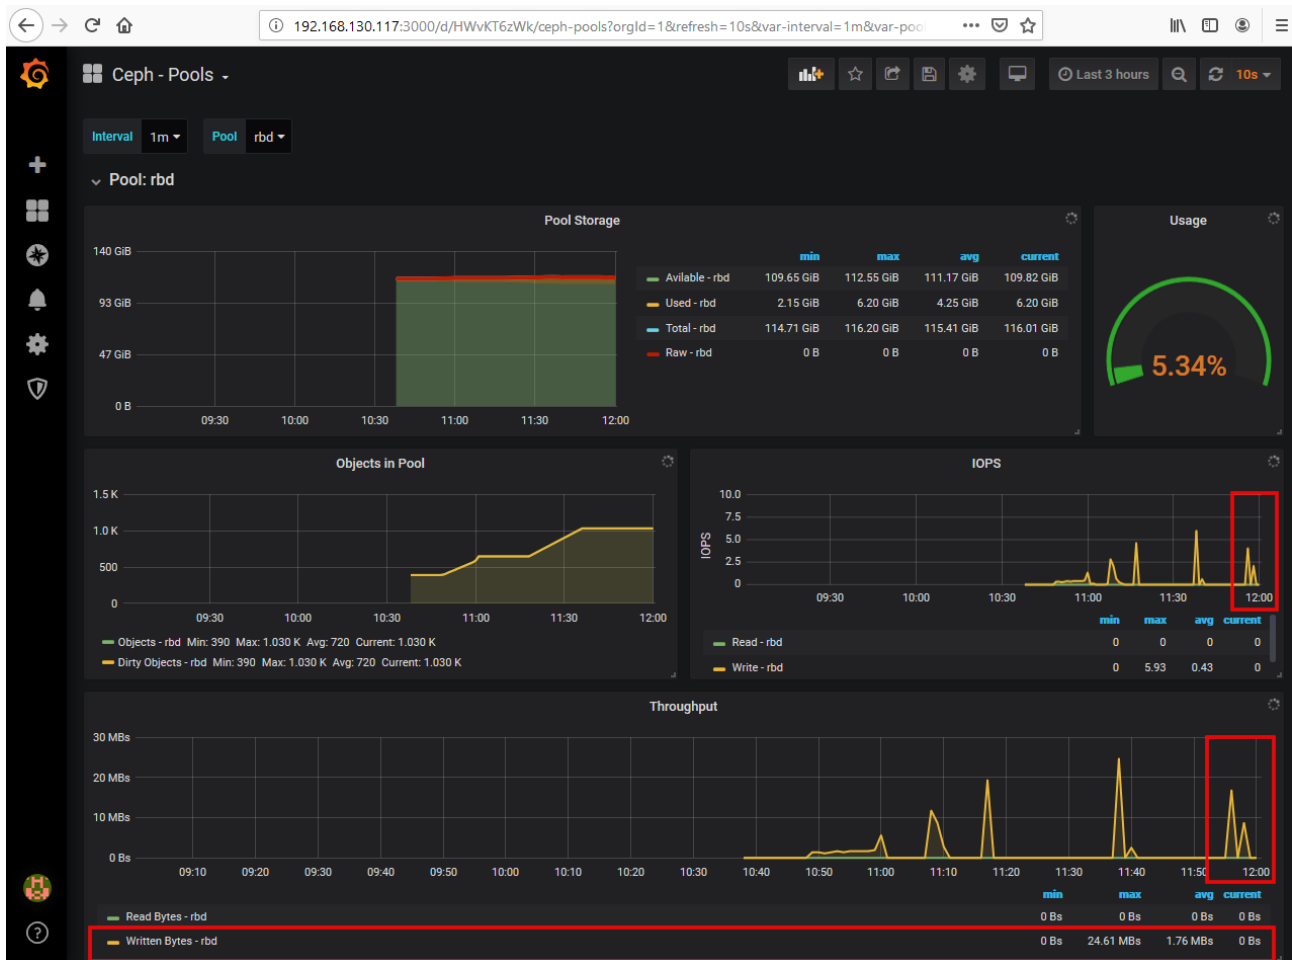 192.168.130.117:3000/d/HWvKT6zWk/ceph-pools?orgId=1&refresh=10s&var-interval=1m&var-poo
Ceph - Pools
Last 3 hours
10s
Interval 1m Pool rbd
Pool: rbd
Pool Storage
140 GiB
93 GiB
47 GiB
0 B
09:30 10:00 10:30 11:00 11:30 12:00
min max avg current
Avilable - rbd 109.65 GiB 112.55 GiB 111.17 GiB 109.82 GiB
Used - rbd 2.15 GiB 6.20 GiB 4.25 GiB 6.20 GiB
Total - rbd 114.71 GiB 116.20 GiB 115.41 GiB 116.01 GiB
Raw - rbd 0 B 0 B 0 B 0 B
Usage
5.34%
Objects in Pool
1.5 K
1.0 K
500
0
09:30 10:00 10:30 11:00 11:30 12:00
Objects - rbd Min: 390 Max: 1.030 K Avg: 720 Current: 1.030 K
Dirty Objects - rbd Min: 390 Max: 1.030 K Avg: 720 Current: 1.030 K
IOPS
IOPS
10.0
7.5
5.0
2.5
0
09:30 10:00 10:30 11:00 11:30 12:00
min max avg current
Read - rbd 0 0 0 0
Write - rbd 0 5.93 0.43 0
Throughput
30 MBs
20 MBs
10 MBs
0 Bs
09:10 09:20 09:30 09:40 09:50 10:00 10:10 10:20 10:30 10:40 10:50 11:00 11:10 11:20 11:30 11:40 11:50 12:00
min max avg current
Read Bytes - rbd 0 Bs 0 Bs 0 Bs 0 Bs
Written Bytes - rbd 0 Bs 24.61 MBs 1.76 MBs 0 Bs